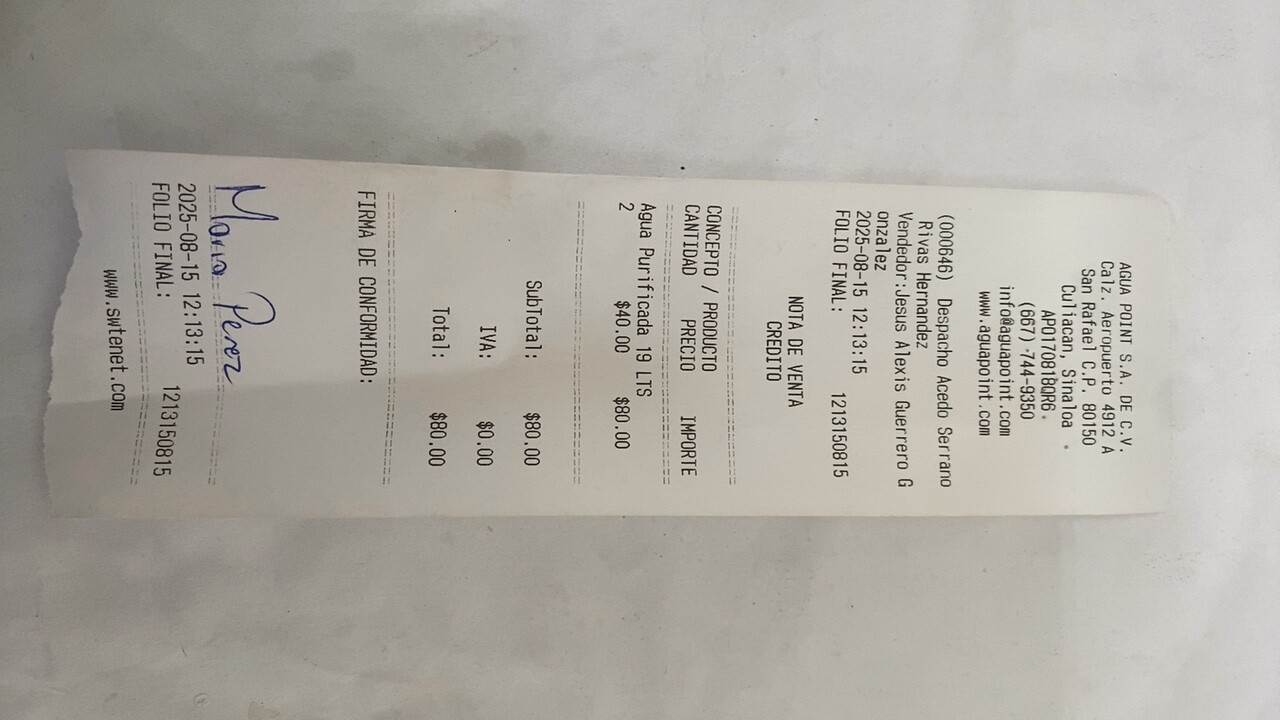 AGUA POINT S.A. DE C.V.
Calz. Aeropuerto 4912 A
San Rafael C.P. 80150
Culiacan, Sinaloa
APO170818QR6
(667) -744-9350
info@aguapoint.com
www.aguapoint.com
(000646) Despacho Acedo Serrano
Rivas Hernandez
Vendedor:Jesus Alexis Guerrero G
onzalez
2025-08-15 12:13:15
FOLIO FINAL: 1213150815
NOTA DE VENTA
CREDITO
CONCEPTO / PRODUCTO
CANTIDAD PRECIO IMPORTE
Agua Purificada 19 LTS
2 $40.00 $80.00
SubTotal: $80.00
IVA: $0.00
Total: $80.00
FIRMA DE CONFORMIDAD:
Maria Perez
2025-08-15 12:13:15
FOLIO FINAL: 1213150815
www.swtenet.com